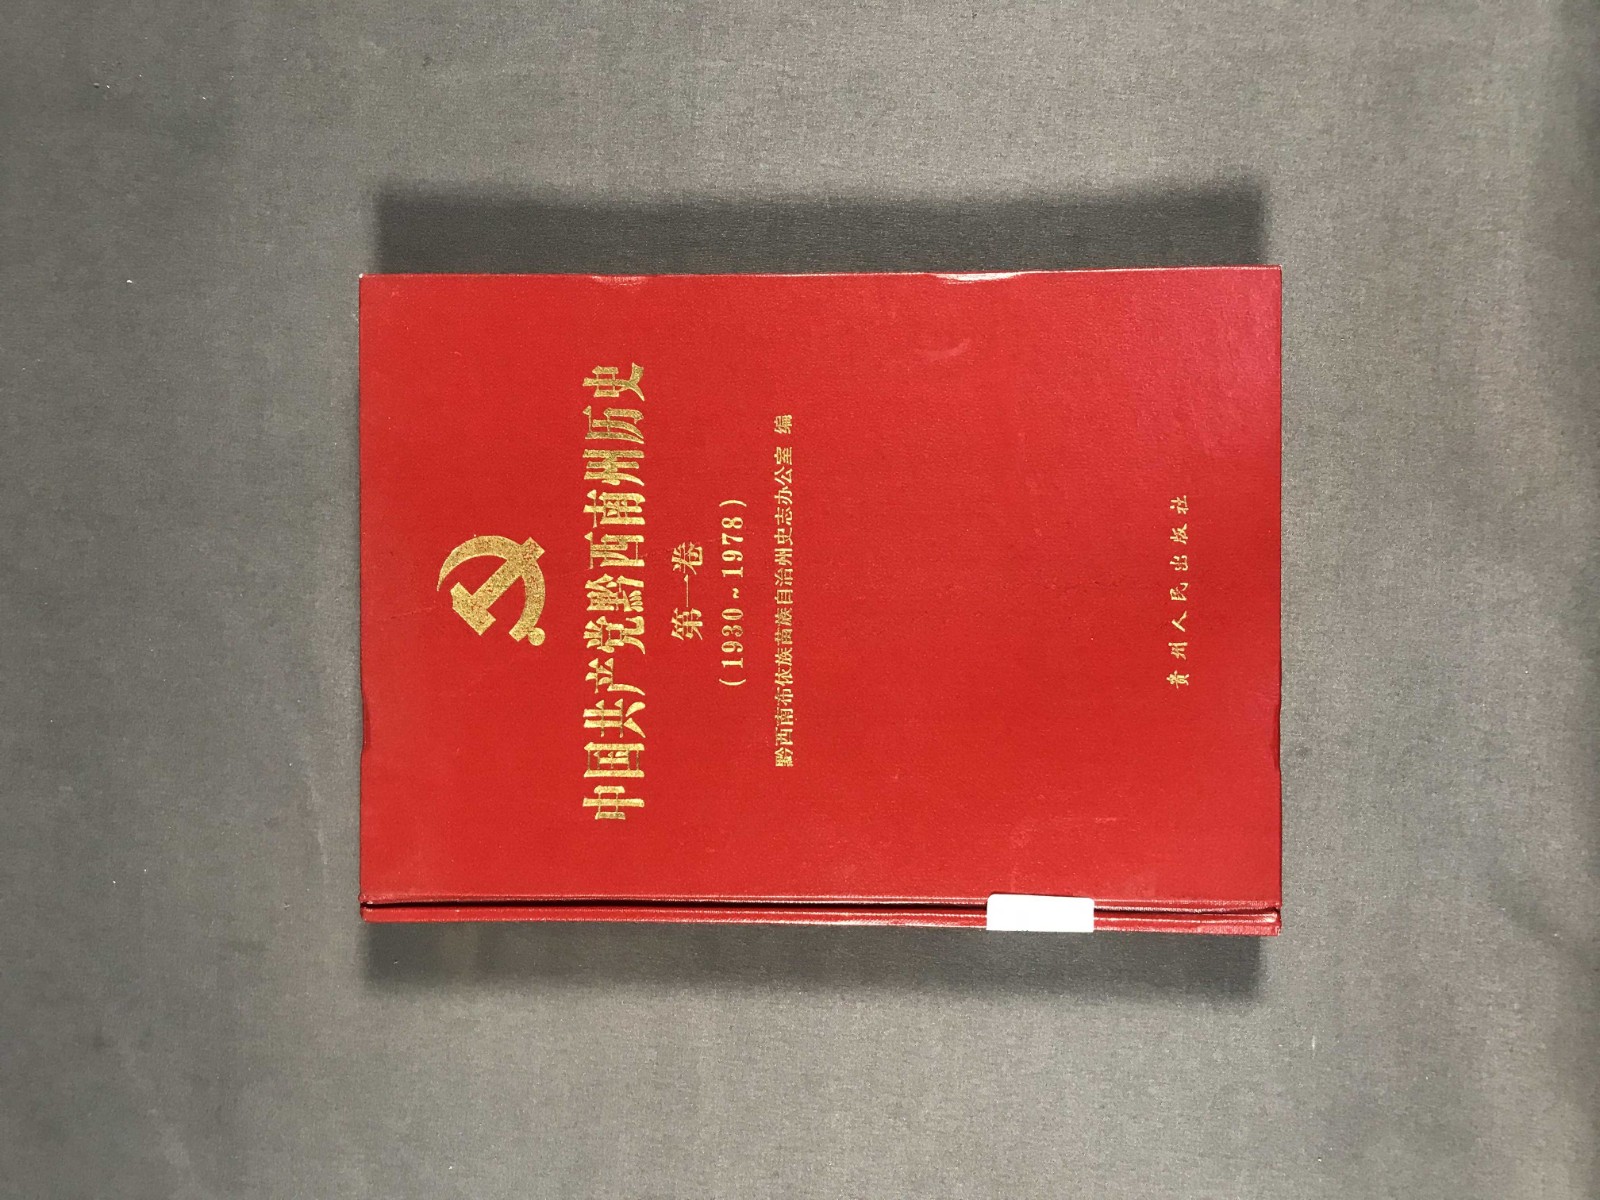 中国共产党黔西南州历史
第一卷
(1930~1978)
黔西南布依族苗族自治州史志办公室 编
贵州人民出版社